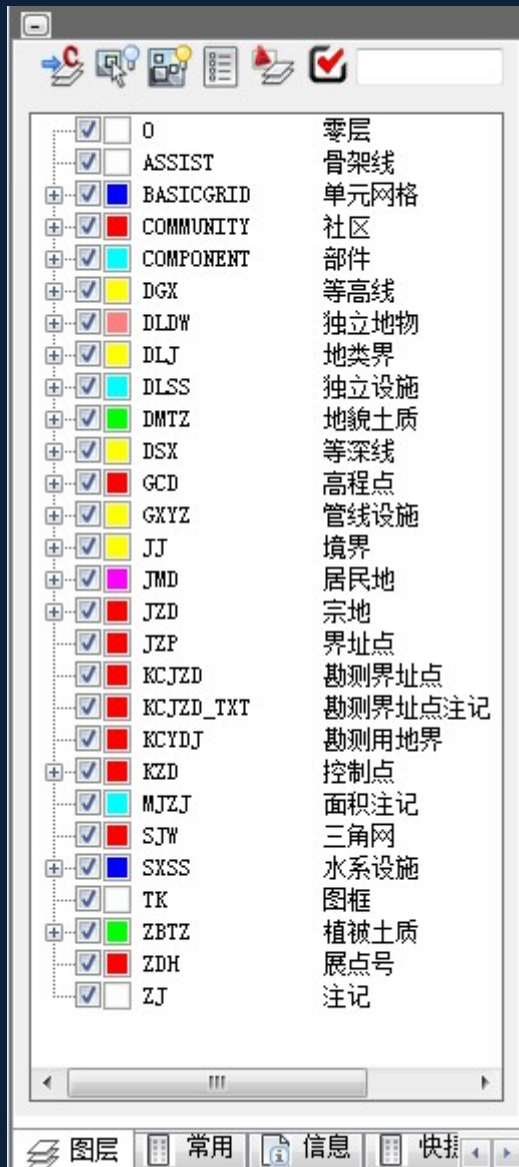 0 零层
ASSIST 骨架线
BASICGRID 单元网格
COMMUNITY 社区
COMPONENT 部件
DGX 等高线
DLDW 独立地物
DLJ 地类界
DLSS 独立设施
DMTZ 地貌土质
DSX 等深线
GCD 高程点
GXYZ 管线设施
JJ 境界
JMD 居民地
JZD 宗地
JZP 界址点
KCJZD 勘测界址点
KCJZD_TXT 勘测界址点注记
KCYDJ 勘测用地界
KZD 控制点
MJZJ 面积注记
SJW 三角网
SXSS 水系设施
TK 图框
ZBTZ 植被土质
ZDH 展点号
ZJ 注记
图层 常用 信息 快